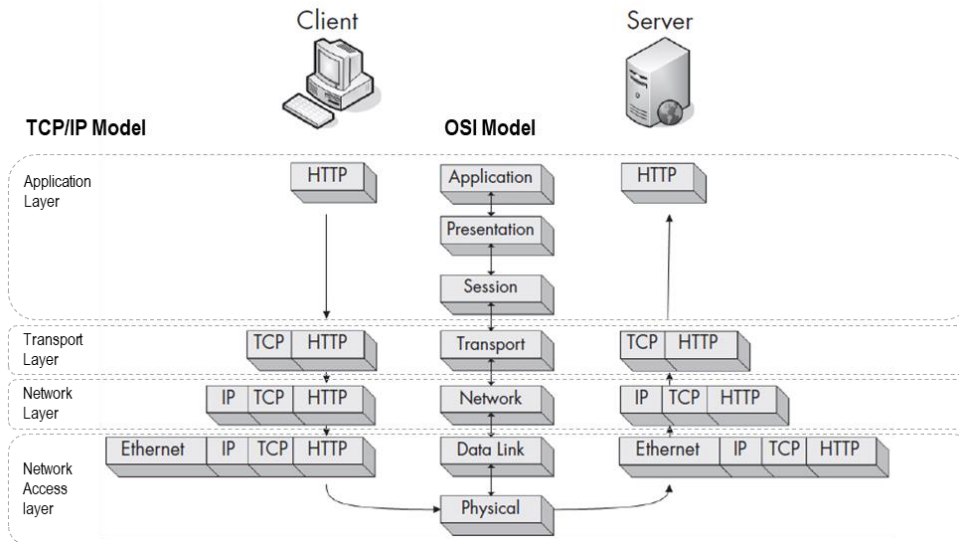 Client Server
TCP/IP Model OSI Model
Application
Layer
HTTP Application HTTP
Presentation
Session
Transport
Layer
TCP HTTP Transport TCP HTTP
Network
Layer
IP TCP HTTP Network IP TCP HTTP
Ethernet IP TCP HTTP Data Link Ethernet IP TCP HTTP
Network
Access
layer
Physical